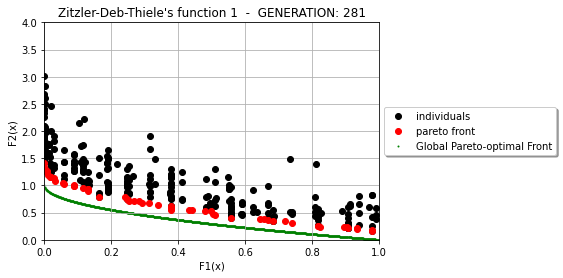 Zitzler-Deb-Thiele's function 1  -  GENERATION: 281
4.0
3.5
3.0
2.5
2.0
1.5
1.0
0.5
0.0
F2(x)
0.0 0.2 0.4 0.6 0.8 1.0
F1(x)
individuals
pareto front
Global Pareto-optimal Front